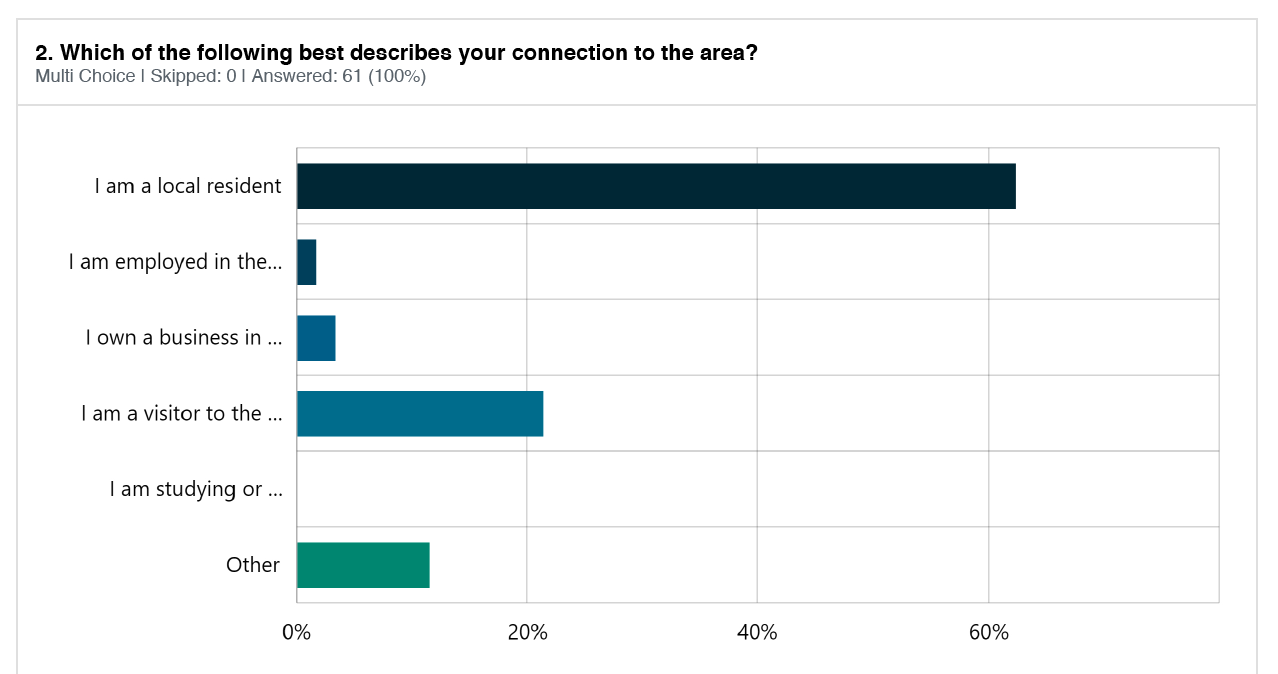 2. Which of the following best describes your connection to the area?
Multi Choice | Skipped: 0 | Answered: 61 (100%)
I am a local resident
I am employed in the...
I own a business in ...
I am a visitor to the ...
I am studying or ...
Other
0% 20% 40% 60%